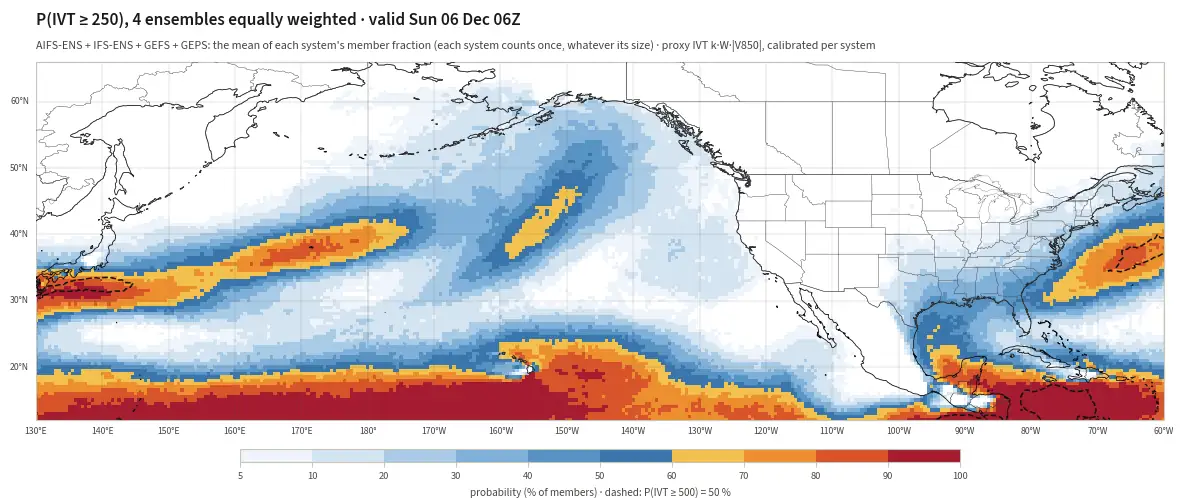 P(IVT ≥ 250), 4 ensembles equally weighted · valid Sun 06 Dec 06Z
AIFS-ENS + IFS-ENS + GEFS + GEPS: the mean of each system's member fraction (each system counts once, whatever its size) · proxy IVT k·W·|V850|, calibrated per system
60°N
50°N
40°N
30°N
20°N
130°E 140°E 150°E 160°E 170°E 180° 170°W 160°W 150°W 140°W 130°W 120°W 110°W 100°W 90°W 80°W 70°W 60°W
5 10 20 30 40 50 60 70 80 90 100
probability (% of members) · dashed: P(IVT ≥ 500) = 50 %